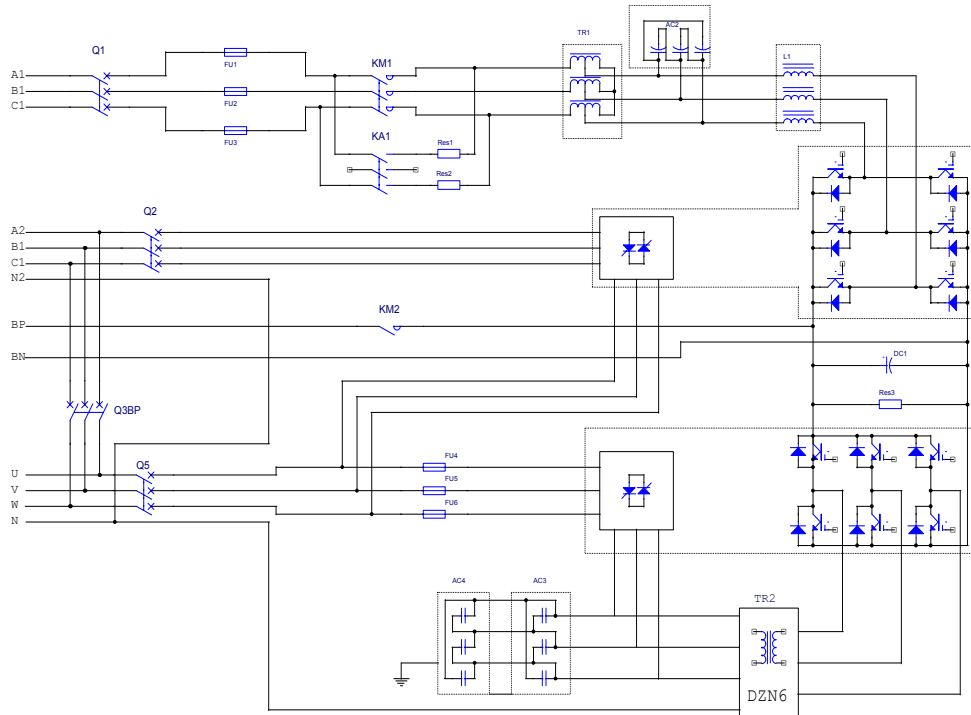 AC2
TR1
Q1
L1
FU1
KM1
A1
B1
FU2
C1
FU3
KA1
Res1
Res2
Q2
A2
B1
C1
N2
KM2
BP
BN
DC1
Res3
Q3BP
Q5
FU4
U
FU5
V
FU6
W
N
AC4
AC3
TR2
DZN6